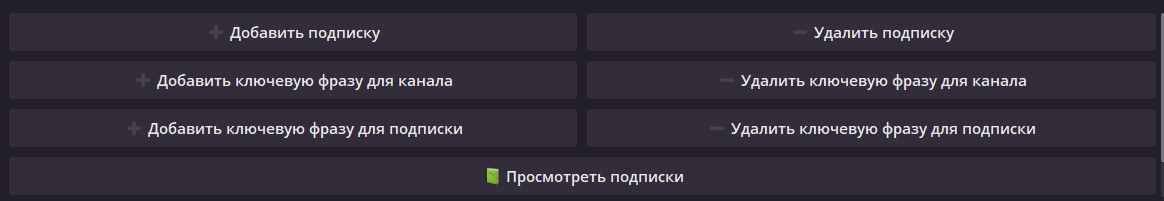 ➕ Добавить подписку
➖ Удалить подписку
➕ Добавить ключевую фразу для канала
➖ Удалить ключевую фразу для канала
➕ Добавить ключевую фразу для подписки
➖ Удалить ключевую фразу для подписки
📗 Просмотреть подписки